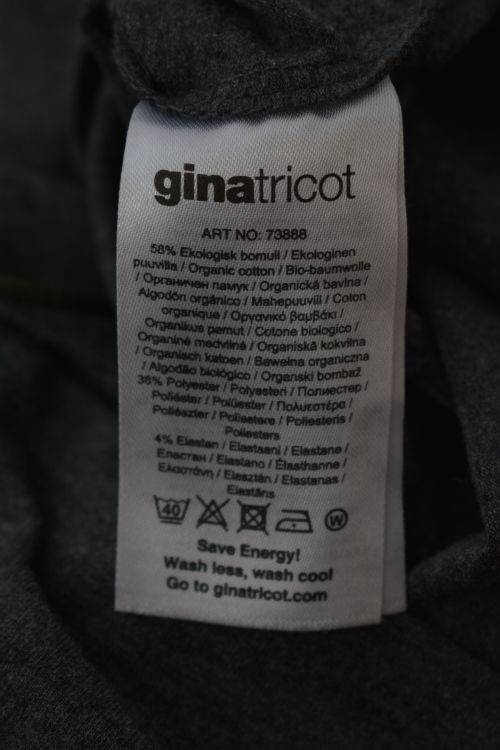 ginatricot
ART NO: 73888
58% Ekologisk bomull / Ekologinen
puuvilla / Organic cotton / Bio-baumwolle
/ Органичен памук / Organická bavlna /
Algodón orgánico / Mahepuuvill / Coton
organique / Οργανικό βαμβάκι /
Organikus pamut / Cotone biologico /
Organinė medvilnė / Organiskā kokvilna
/ Organisch katoen / Bawełna organiczna
/ Algodão biológico / Organski bombaž
38% Polyester / Polyesteri / Полиестер /
Poliéster / Polüester / Πολυεστέρα /
Poliészter / Poliestere / Poliesteris /
Poliesters
4% Elastan / Elastaani / Elastane /
Еластан / Elastano / Élasthanne /
Ελαστάνη / Elasztán / Elastanas /
Elastāns
40 W
Save Energy!
Wash less, wash cool
Go to ginatricot.com